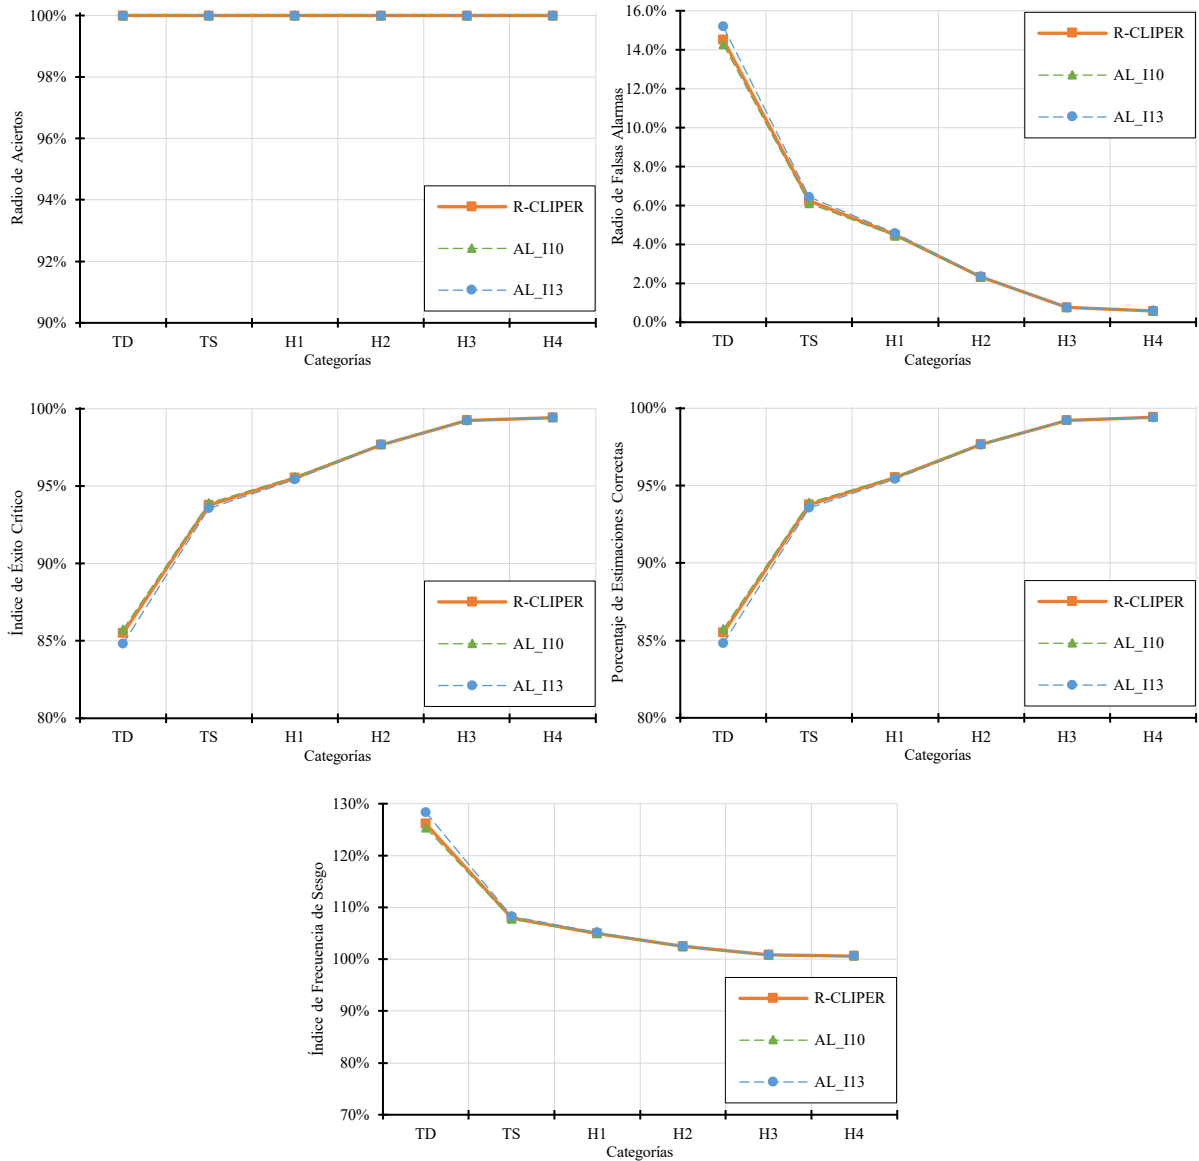 100%
98%
96%
94%
92%
90%
Radio de Aciertos
R-CLIPER
AL_I10
AL_I13
TD TS H1 H2 H3 H4
Categorías
16.0%
14.0%
12.0%
10.0%
8.0%
6.0%
4.0%
2.0%
0.0%
Radio de Falsas Alarmas
R-CLIPER
AL_I10
AL_I13
TD TS H1 H2 H3 H4
Categorías
100%
95%
90%
85%
80%
Índice de Éxito Crítico
R-CLIPER
AL_I10
AL_I13
TD TS H1 H2 H3 H4
Categorías
100%
95%
90%
85%
80%
Porcentaje de Estimaciones Correctas
R-CLIPER
AL_I10
AL_I13
TD TS H1 H2 H3 H4
Categorías
130%
120%
110%
100%
90%
80%
70%
Índice de Frecuencia de Sesgo
R-CLIPER
AL_I10
AL_I13
TD TS H1 H2 H3 H4
Categorías